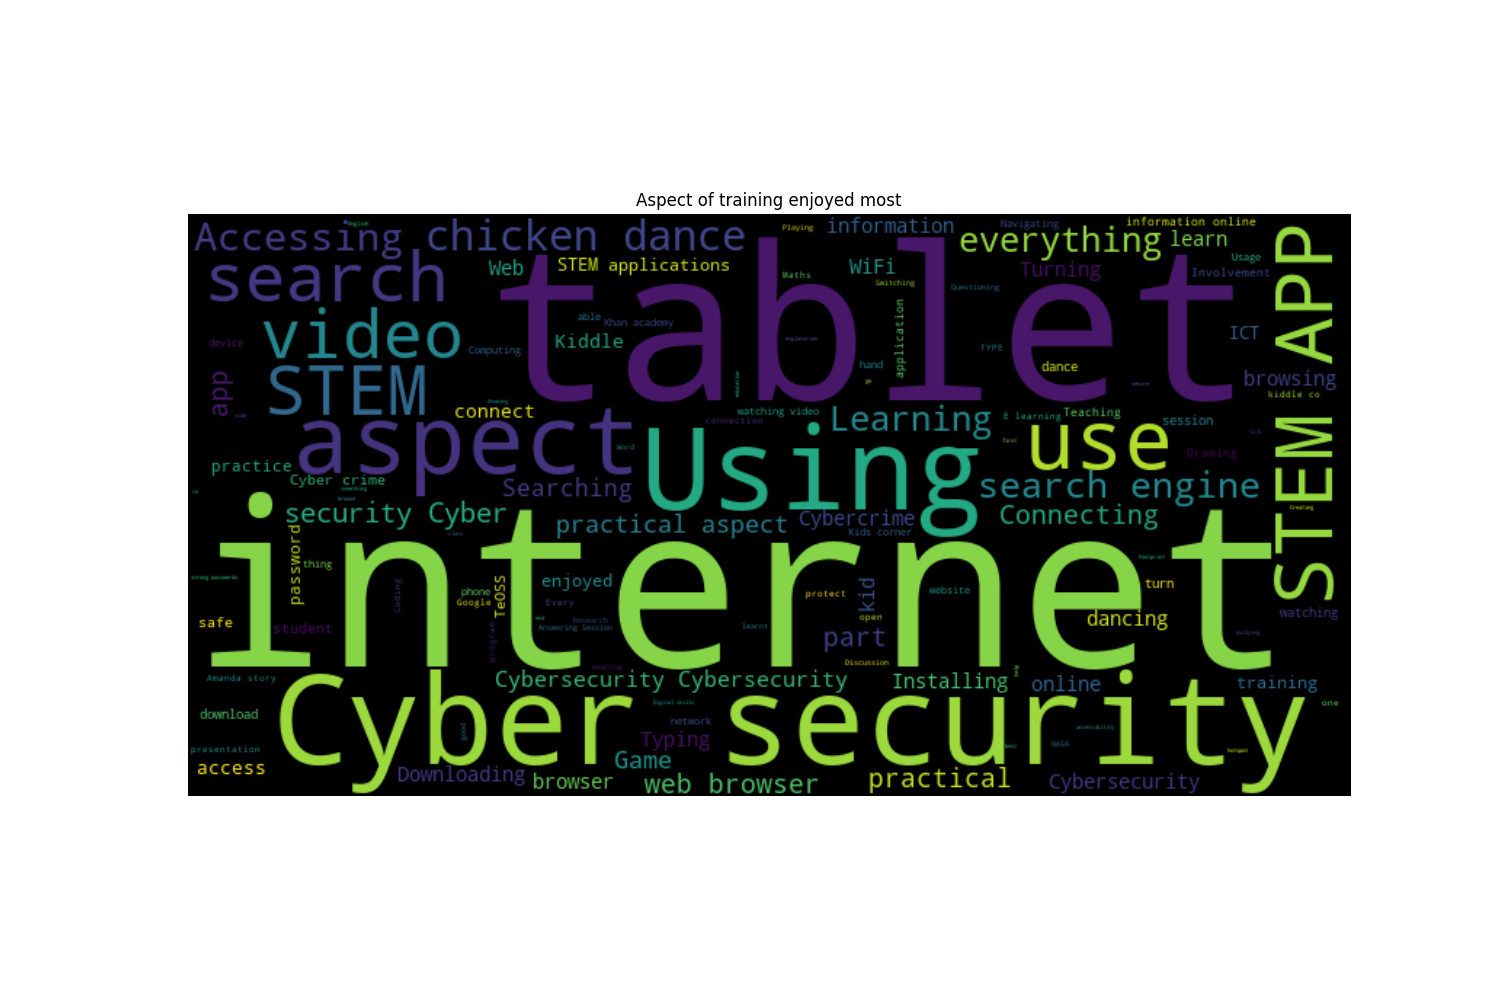 Aspect of training enjoyed most
Accessing
chicken dance
Playing
information
Navigating
information online
everything
learn
search
Web
STEM applications
tablet
Maths
WiFi
Switching
Questioning
Turning
Usage
Involvement
STEM APP
video
device
able
Khan academy
Computing
Kiddle
application
hand
TYPE
dance
ICT
browsing
kiddle co
app
STEM
connect
watching video
connection
Learning
E learning
Teaching
session
aspect
Word
Using
use
Drawing
practice
Cyber crime
Searching
search engine
security Cyber
practical aspect
Cybercrime
Kids corner
Connecting
Creating
internet
password
thing
strong passwords
Coding
phone
Google
TeOSS
enjoyed
Every
Research
Answering Session
program
protect
kid
open
website
turn
dancing
watching
safe
student
learnt
part
Discussion
meaning
Amanda story
Cybersecurity Cybersecurity
Installing
online
training
one
download
Cyber security
Digital skills
network
good
presentation
Typing
NASA
accessibility
hotspot
access
Downloading
Game
browser
web browser
practical
Cybersecurity